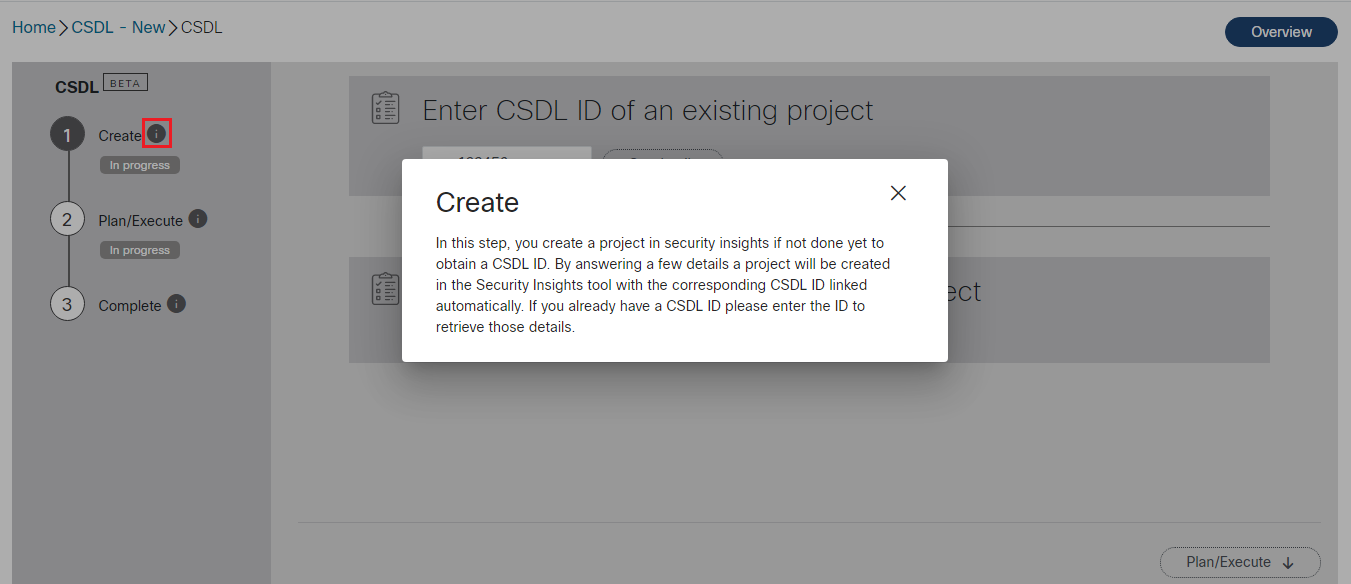 Home > CSDL - New > CSDL
Overview
CSDL BETA
1 Create i
In progress
2 Plan/Execute i
In progress
3 Complete i
Enter CSDL ID of an existing project
Create
In this step, you create a project in security insights if not done yet to
obtain a CSDL ID. By answering a few details a project will be created
in the Security Insights tool with the corresponding CSDL ID linked
automatically. If you already have a CSDL ID please enter the ID to
retrieve those details.
Plan/Execute ↓